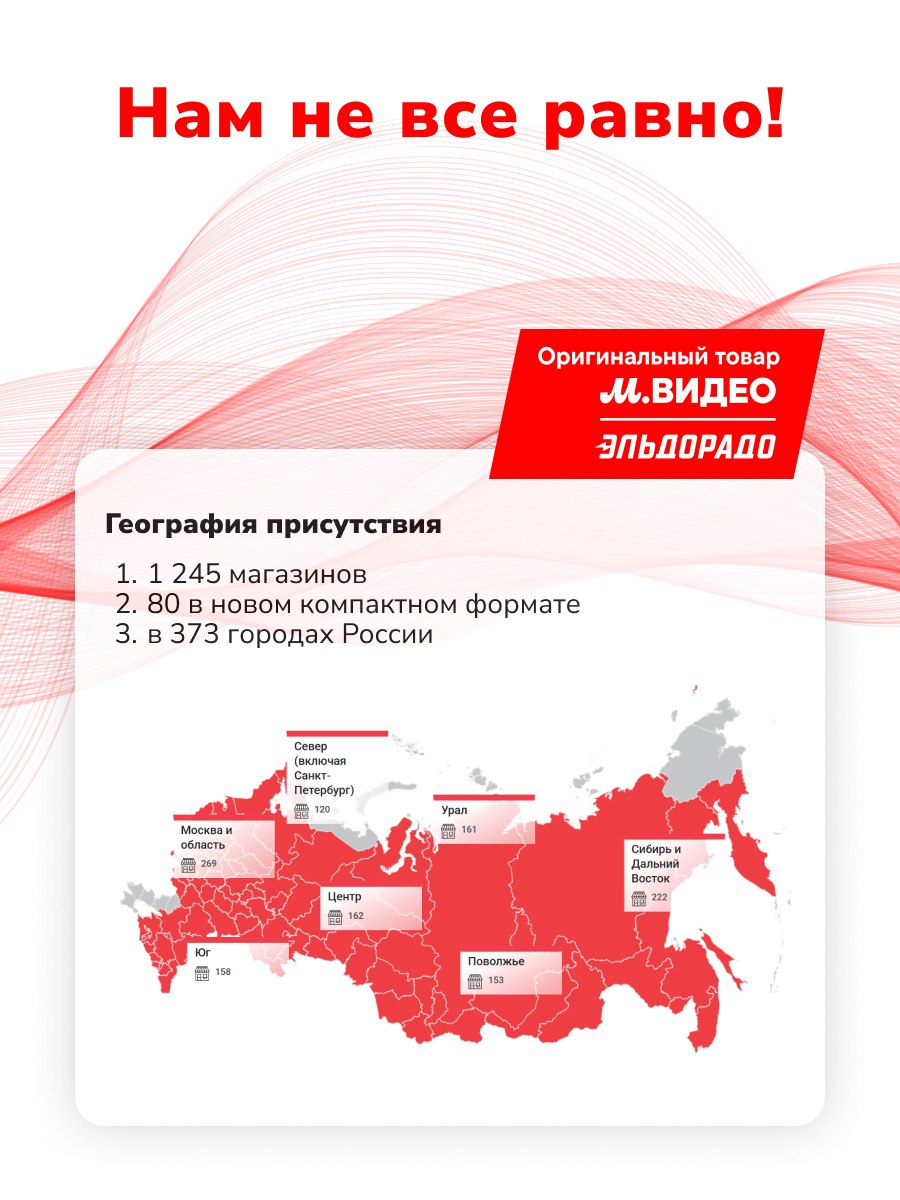 Нам не все равно!
Оригинальный товар
М.ВИДЕО
ЭЛЬДОРАДО
География присутствия
1. 1 245 магазинов
2. 80 в новом компактном формате
3. в 373 городах России
Север
(включая
Санкт-
Петербург)
120
Урал
161
Москва и
область
269
Сибирь и
Дальний
Восток
222
Центр
162
Юг
158
Поволжье
153